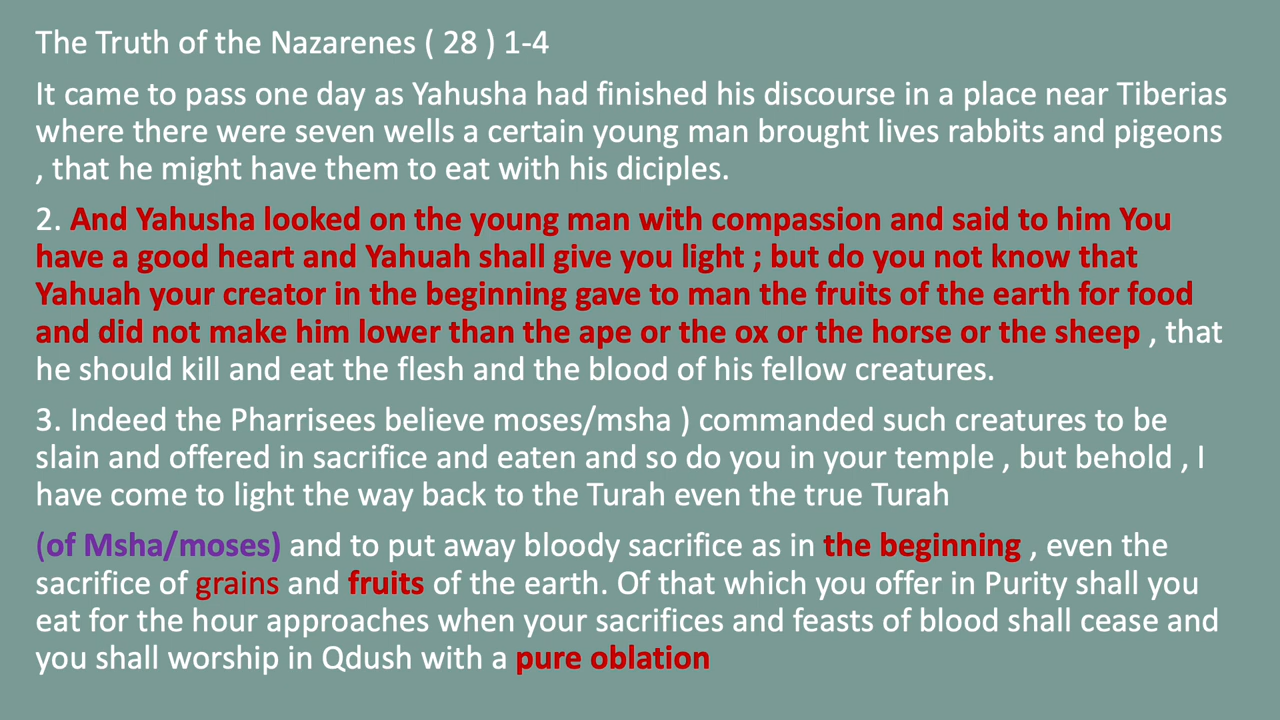 The Truth of the Nazarenes ( 28 ) 1-4
It came to pass one day as Yahusha had finished his discourse in a place near Tiberias
where there were seven wells a certain young man brought lives rabbits and pigeons
, that he might have them to eat with his diciples.
2. And Yahusha looked on the young man with compassion and said to him You
have a good heart and Yahuah shall give you light ; but do you not know that
Yahuah your creator in the beginning gave to man the fruits of the earth for food
and did not make him lower than the ape or the ox or the horse or the sheep , that
he should kill and eat the flesh and the blood of his fellow creatures.
3. Indeed the Pharrisees believe moses/msha ) commanded such creatures to be
slain and offered in sacrifice and eaten and so do you in your temple , but behold , I
have come to light the way back to the Turah even the true Turah
(of Msha/moses) and to put away bloody sacrifice as in the beginning , even the
sacrifice of grains and fruits of the earth. Of that which you offer in Purity shall you
eat for the hour approaches when your sacrifices and feasts of blood shall cease and
you shall worship in Qdush with a pure oblation